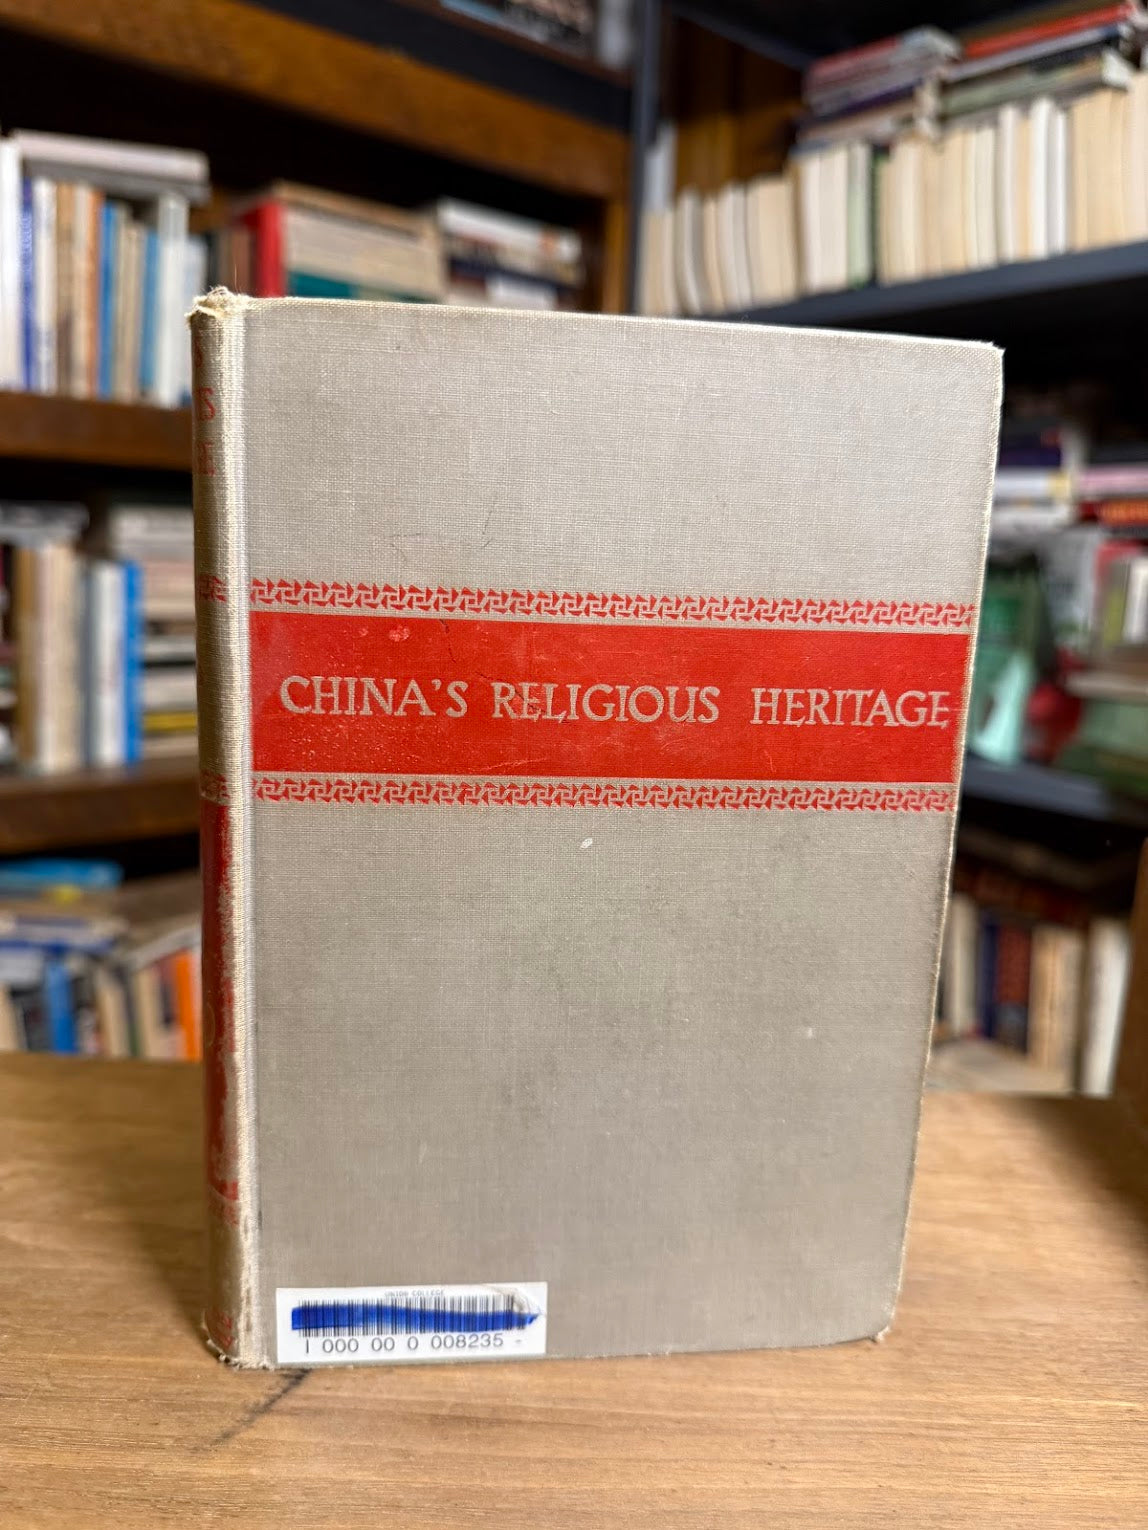 CHINA'S RELIGIOUS HERITAGE
UNION COLLEGE
1 000 00 0 008235